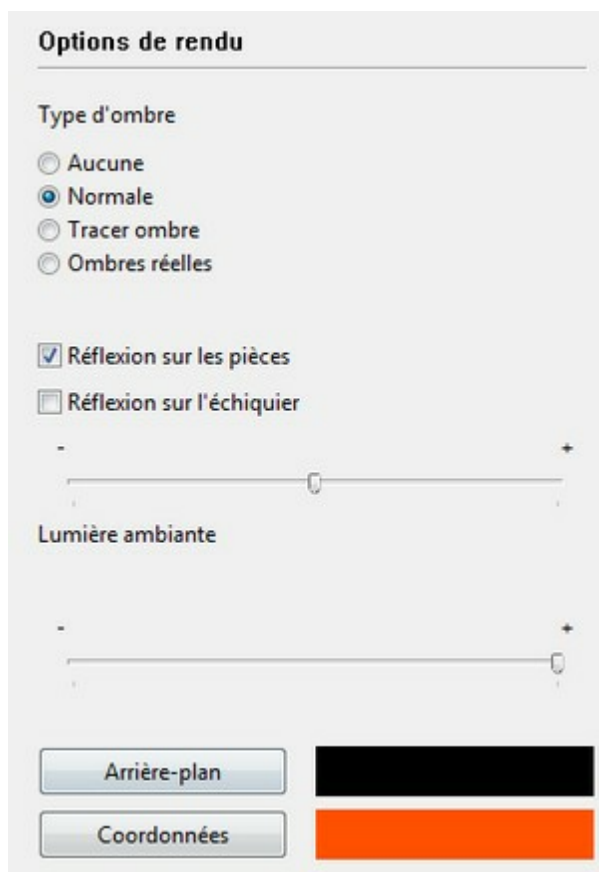 Options de rendu
Type d'ombre
Aucune
Normale
Tracer ombre
Ombres réelles
Réflexion sur les pièces
Réflexion sur l'échiquier
- +
Lumière ambiante
- +
Arrière-plan
Coordonnées